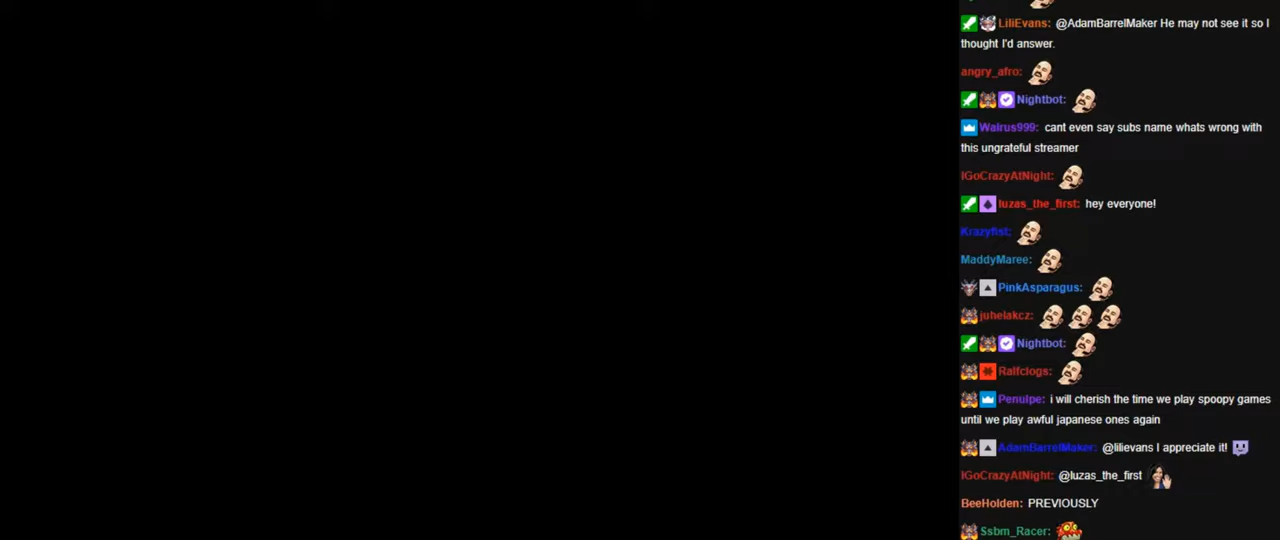 LiliEvans: @AdamBarrelMaker He may not see it so I
thought I'd answer.
angry_afro:
Nightbot:
Walrus999: cant even say subs name whats wrong with
this ungrateful streamer
IGoCrazyAtNight:
luzas_the_first: hey everyone!
Krazyfist:
MaddyMaree:
PinkAsparagus:
juhelakcz:
Nightbot:
Ralfclogs:
Penulpe: i will cherish the time we play spoopy games
until we play awful japanese ones again
AdamBarrelMaker: @lilievans I appreciate it!
IGoCrazyAtNight: @luzas_the_first
BeeHolden: PREVIOUSLY
Ssbm_Racer: